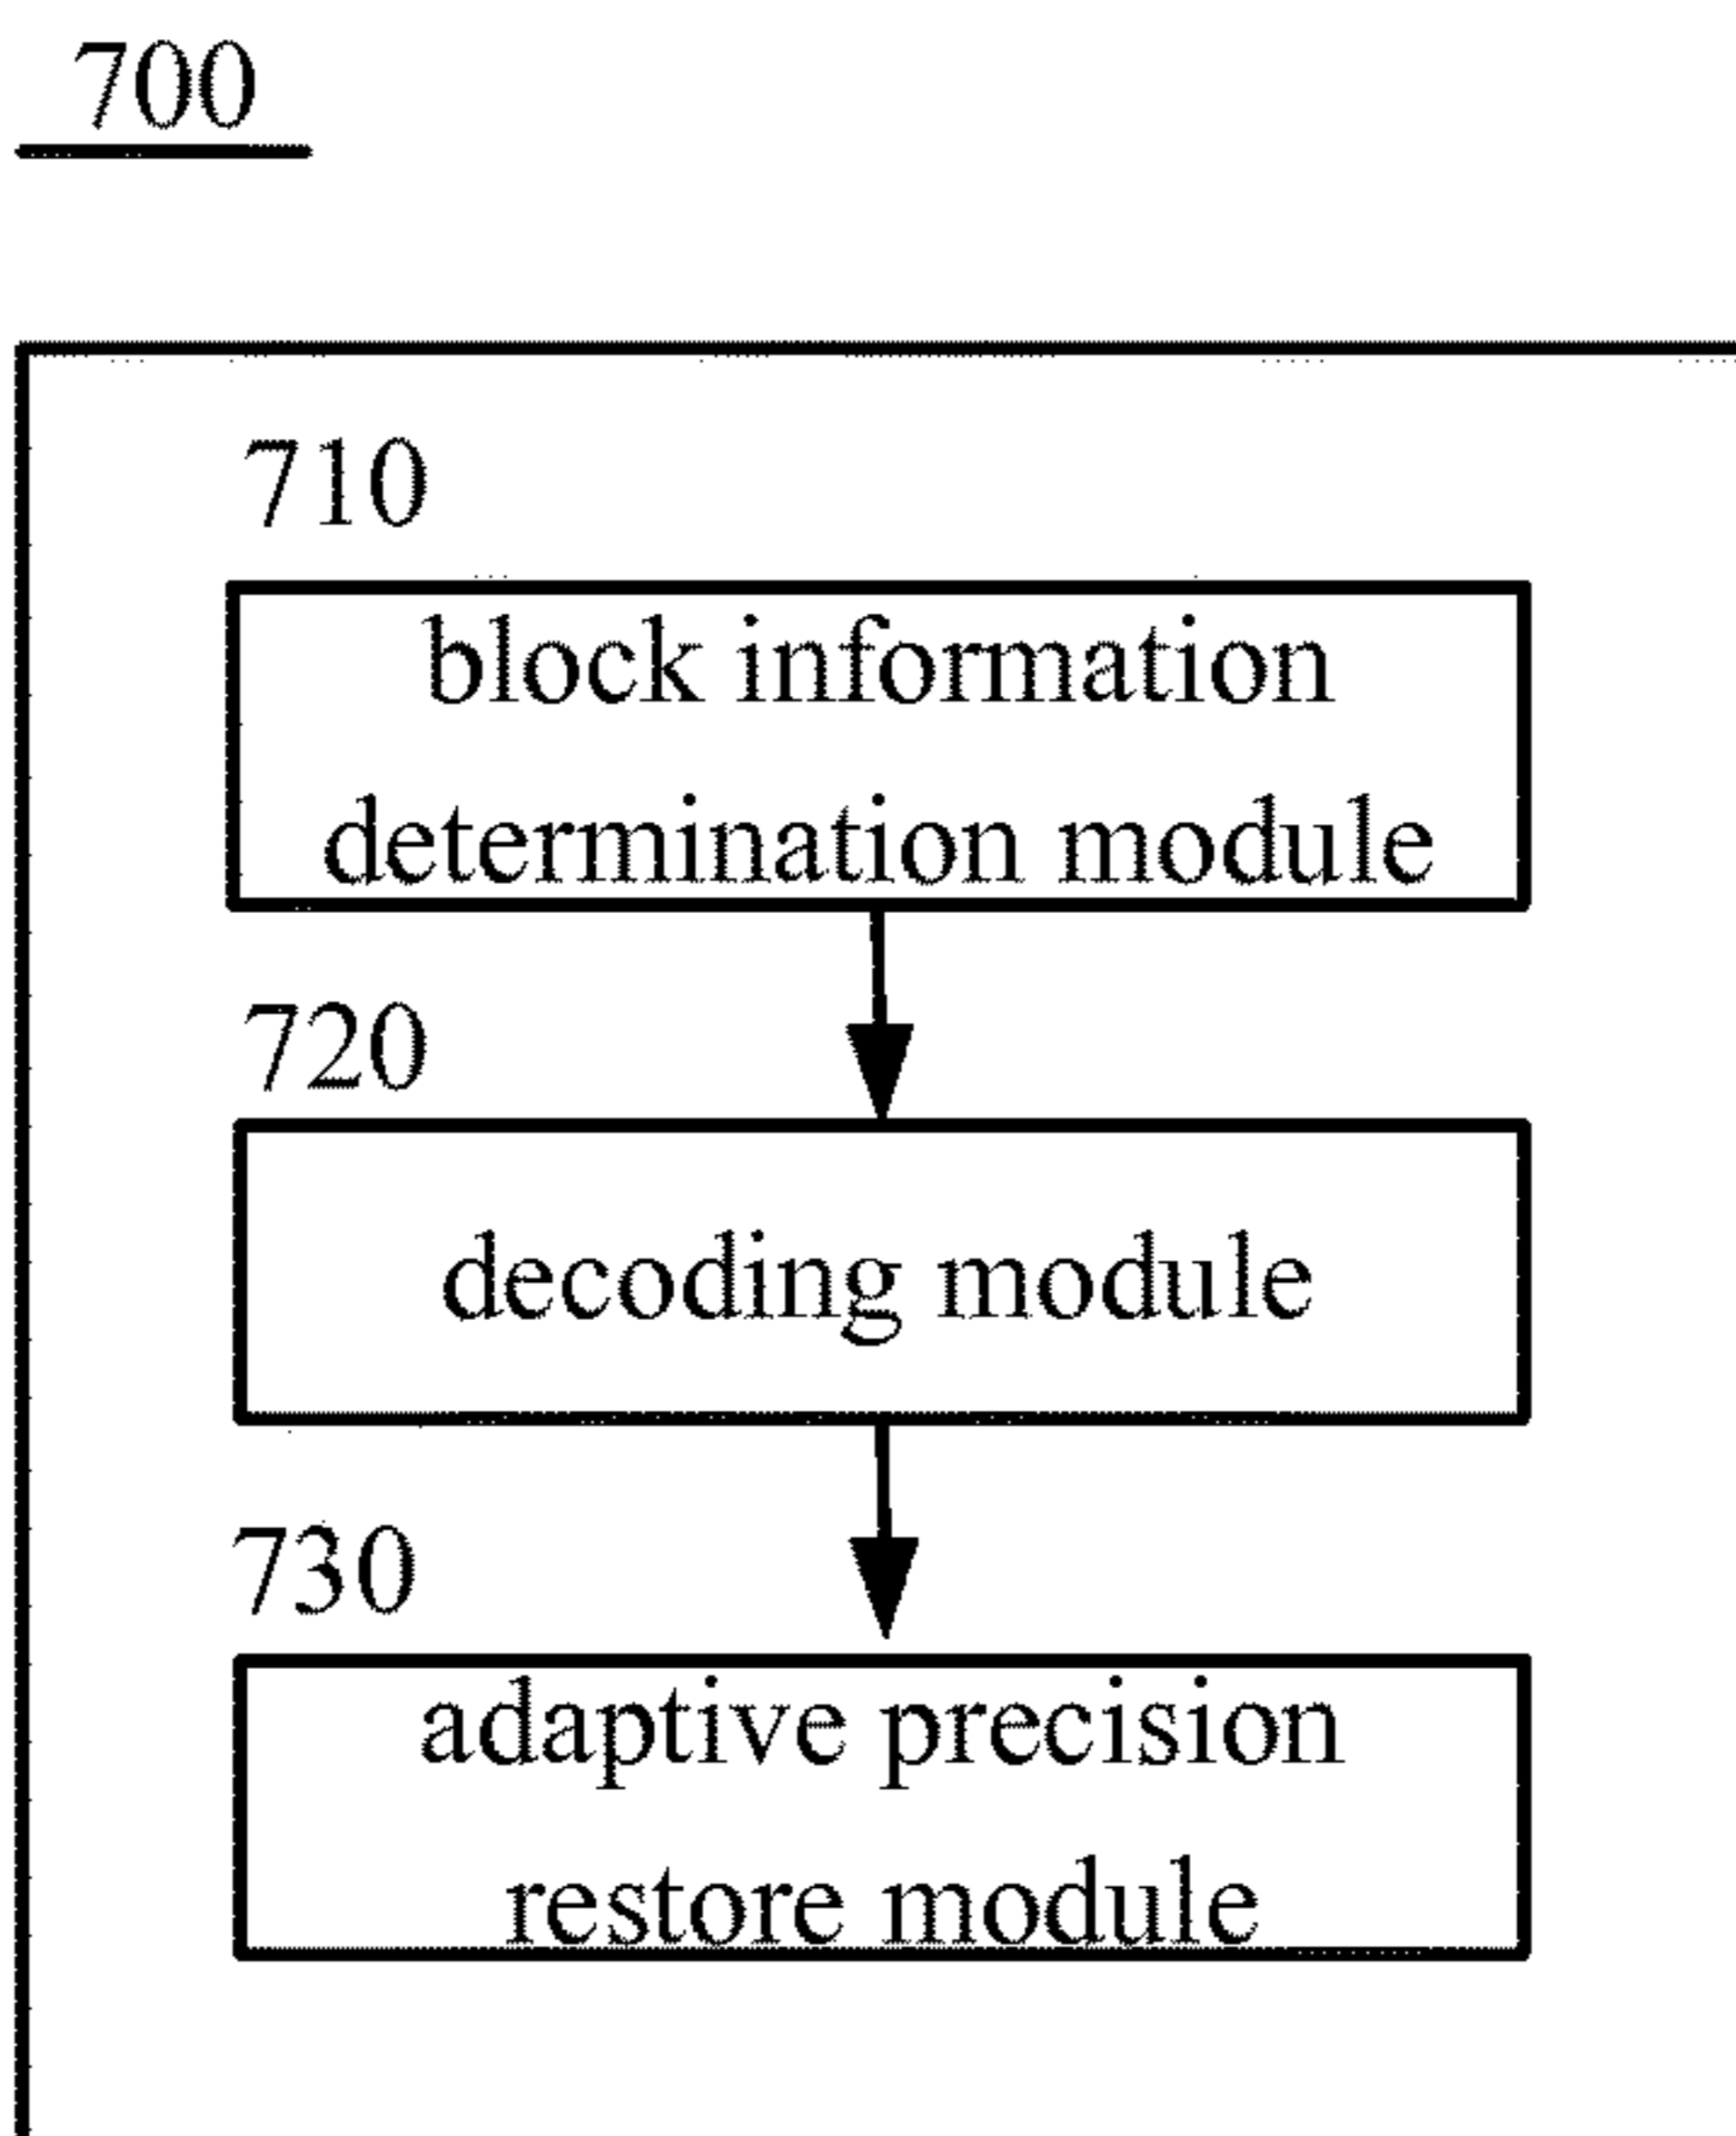 700
710
block information
determination module
720
decoding module
730
adaptive precision
restore module